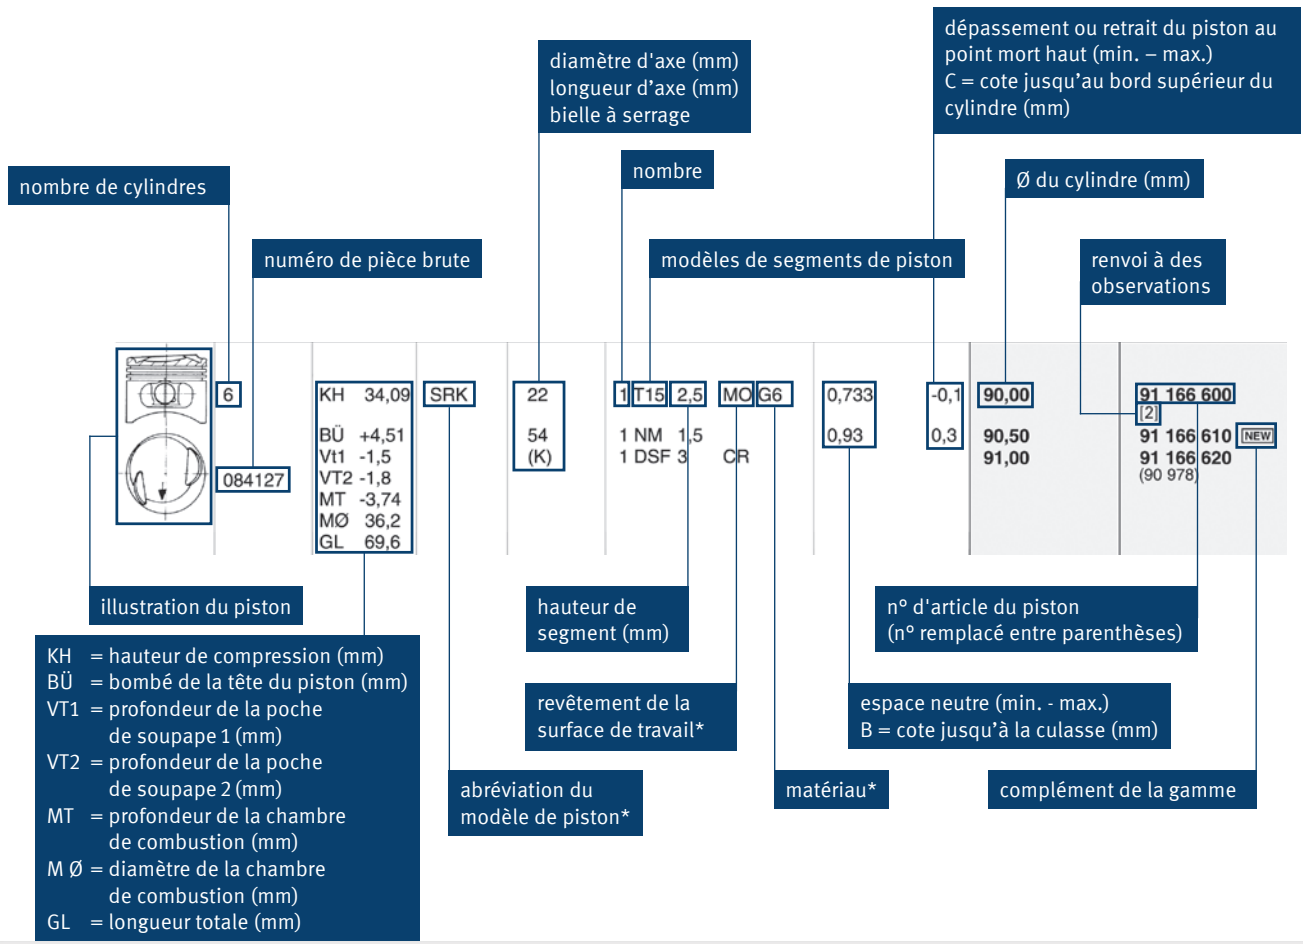 dépassement ou retrait du piston au
point mort haut (min. – max.)
C = cote jusqu’au bord supérieur du
cylindre (mm)
diamètre d'axe (mm)
longueur d’axe (mm)
bielle à serrage
nombre
nombre de cylindres
Ø du cylindre (mm)
numéro de pièce brute
modèles de segments de piston
renvoi à des
observations
6
KH 34,09
SRK
22
1 T15 2,5 MO G6
0,733
-0,1
90,00
91 166 600
[2]
BÜ +4,51
54
1 NM 1,5
0,93
0,3
90,50
91 166 610 NEW
Vt1 -1,5
(K)
1 DSF 3 CR
91,00
91 166 620
084127
VT2 -1,8
(90 978)
MT -3,74
MØ 36,2
GL 69,6
illustration du piston
hauteur de
segment (mm)
n° d'article du piston
(n° remplacé entre parenthèses)
KH = hauteur de compression (mm)
BÜ = bombé de la tête du piston (mm)
VT1 = profondeur de la poche
de soupape 1 (mm)
VT2 = profondeur de la poche
de soupape 2 (mm)
MT = profondeur de la chambre
de combustion (mm)
M Ø = diamètre de la chambre
de combustion (mm)
GL = longueur totale (mm)
revêtement de la
surface de travail*
espace neutre (min. - max.)
B = cote jusqu’à la culasse (mm)
abréviation du
modèle de piston*
matériau*
complément de la gamme